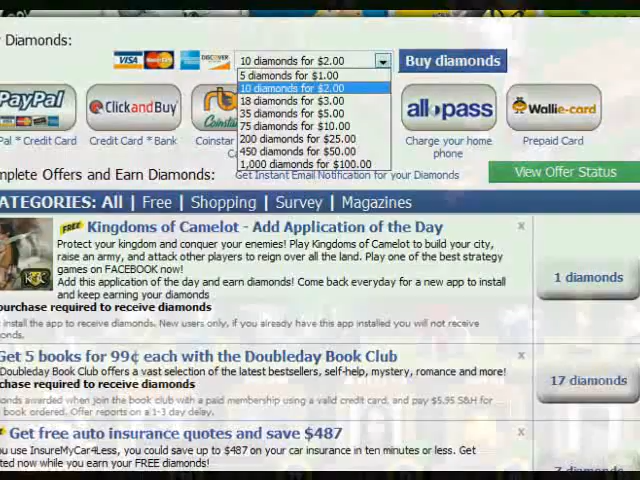 Diamonds:
VISA MasterCard DISCOVER 10 diamonds for $2.00 Buy diamonds
5 diamonds for $1.00
10 diamonds for $2.00
18 diamonds for $3.00
35 diamonds for $5.00
75 diamonds for $10.00
200 diamonds for $25.00
450 diamonds for $50.00
1,000 diamonds for $100.00
PayPal ClickandBuy Coinstar allopass Wallie-card
Pal * Credit Card Credit Card * Bank Coinstar Charge your home Prepaid Card
phone
plete Offers and Earn Diamonds: Get Instant Email Notification for your Diamonds View Offer Status
ATEGORIES: All | Free | Shopping | Survey | Magazines
FREE Kingdoms of Camelot - Add Application of the Day x
Protect your kingdom and conquer your enemies! Play Kingdoms of Camelot to build your city,
raise an army, and attack other players to reign over all the land. Play one of the best strategy
games on FACEBOOK now!
Add this application of the day and earn diamonds! Come back everyday for a new app to install
and keep earning your diamonds
1 diamonds
purchase required to receive diamonds
install the app to receive diamonds. New users only, if you already have this app installed you will not receive
onds.
Get 5 books for 99¢ each with the Doubleday Book Club x
Doubleday Book Club offers a vast selection of the latest bestsellers, self-help, mystery, romance and more!
chase required to receive diamonds
onds awarded when join the book club with a paid membership using a valid credit card, and pay $5.95 S&H for
book ordered. Offer reports on a 1-3 day delay.
17 diamonds
Get free auto insurance quotes and save $487 x
use InsureMyCar4Less, you could save up to $487 on your car insurance in ten minutes or less. Get
ted now while you earn your FREE diamonds!
diamonds